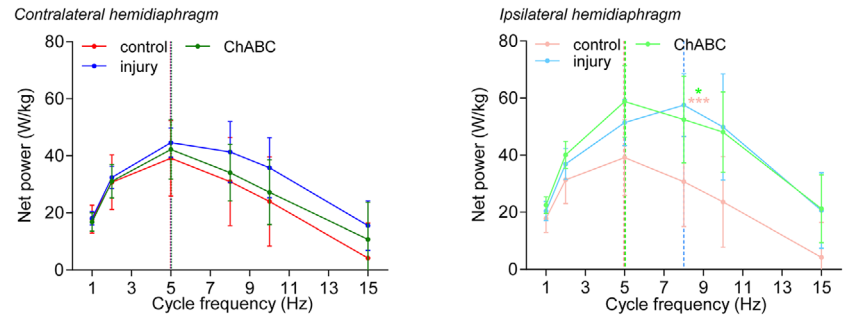 Contralateral hemidiaphragm
80
60
40
20
0
Net power (W/kg)
control
injury
ChABC
1 3 5 7 9 11 13 15
Cycle frequency (Hz)
Ipsilateral hemidiaphragm
80
60
40
20
0
Net power (W/kg)
control
injury
ChABC
*
***
1 3 5 7 9 11 13 15
Cycle frequency (Hz)